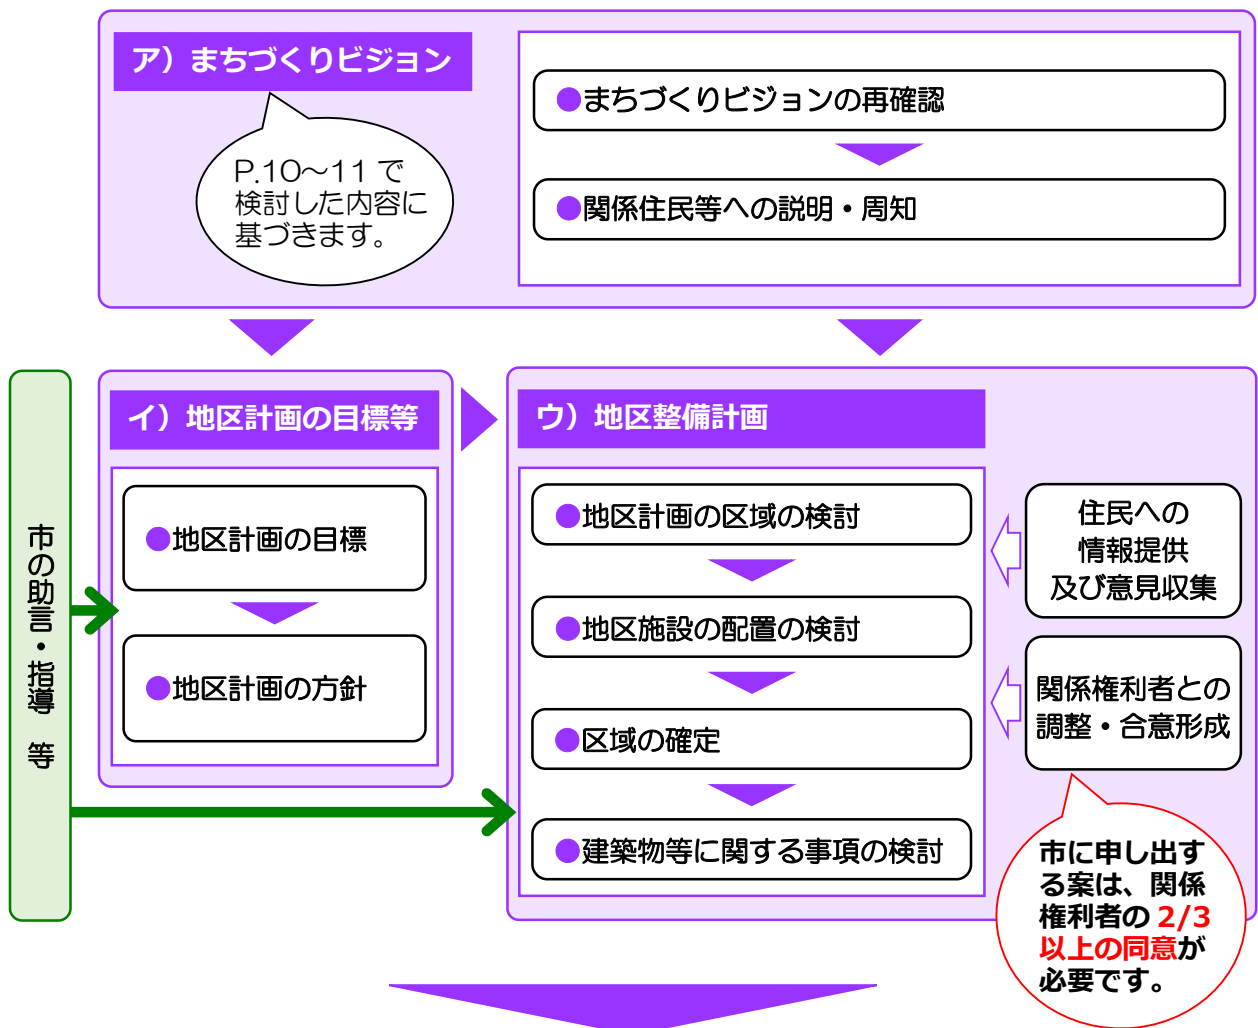 ア）まちづくりビジョン
P.10～11 で
検討した内容に
基づきます。
●まちづくりビジョンの再確認
●関係住民等への説明・周知
市の助言・指導　等
イ）地区計画の目標等
●地区計画の目標
●地区計画の方針
ウ）地区整備計画
●地区計画の区域の検討
●地区施設の配置の検討
●区域の確定
●建築物等に関する事項の検討
住民への
情報提供
及び意見収集
関係権利者との
調整・合意形成
市に申し出す
る案は、関係
権利者の 2/3
以上の同意が
必要です。